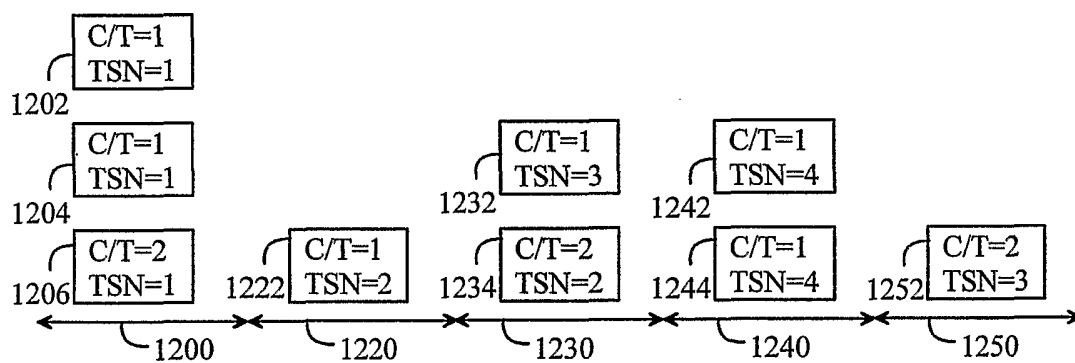 C/T=1
TSN=1
1202
C/T=1
TSN=1
1204
C/T=2
TSN=1
1206
C/T=1
TSN=2
1222
C/T=1
TSN=3
1232
C/T=2
TSN=2
1234
C/T=1
TSN=4
1242
C/T=1
TSN=4
1244
C/T=2
TSN=3
1252
1200
1220
1230
1240
1250